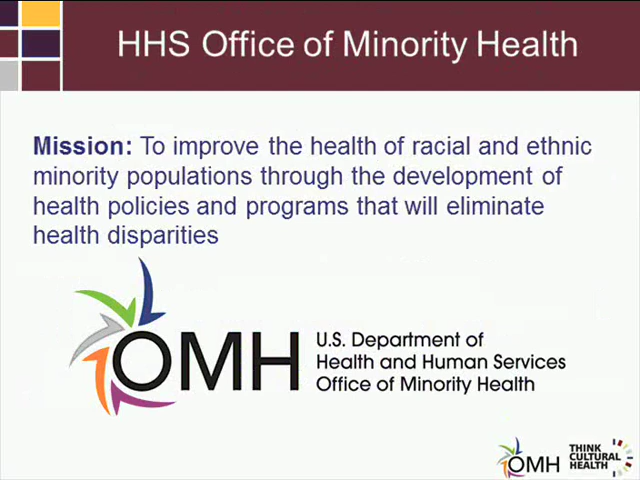 HHS Office of Minority Health
Mission: To improve the health of racial and ethnic
minority populations through the development of
health policies and programs that will eliminate
health disparities
OMH
U.S. Department of
Health and Human Services
Office of Minority Health
OMH
THINK
CULTURAL
HEALTH